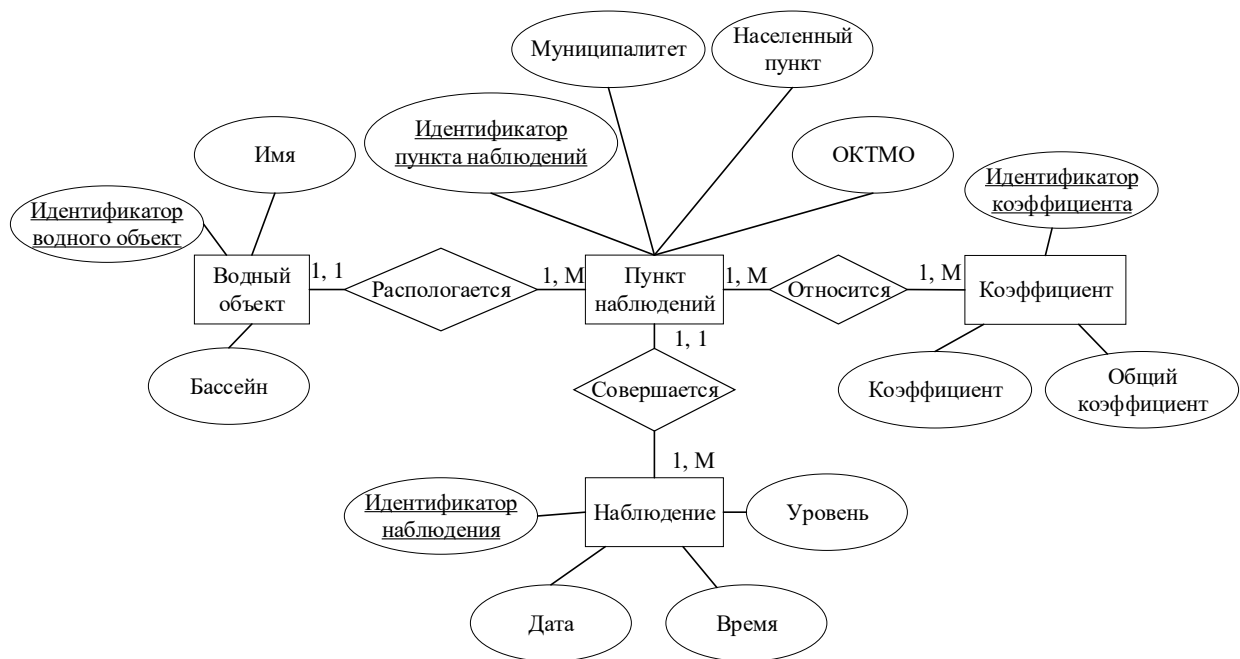 Муниципалитет
Населенный
пункт
Идентификатор
пункта наблюдений
ОКТМО
Имя
Идентификатор
водного объект
Идентификатор
коэффициента
Водный
объект
1, 1
Распологается
1, М
Пункт
наблюдений
1, М
Относится
1, М
Коэффициент
Бассейн
1, 1
Совершается
1, М
Коэффициент
Общий
коэффициент
Идентификатор
наблюдения
Наблюдение
Уровень
Дата
Время